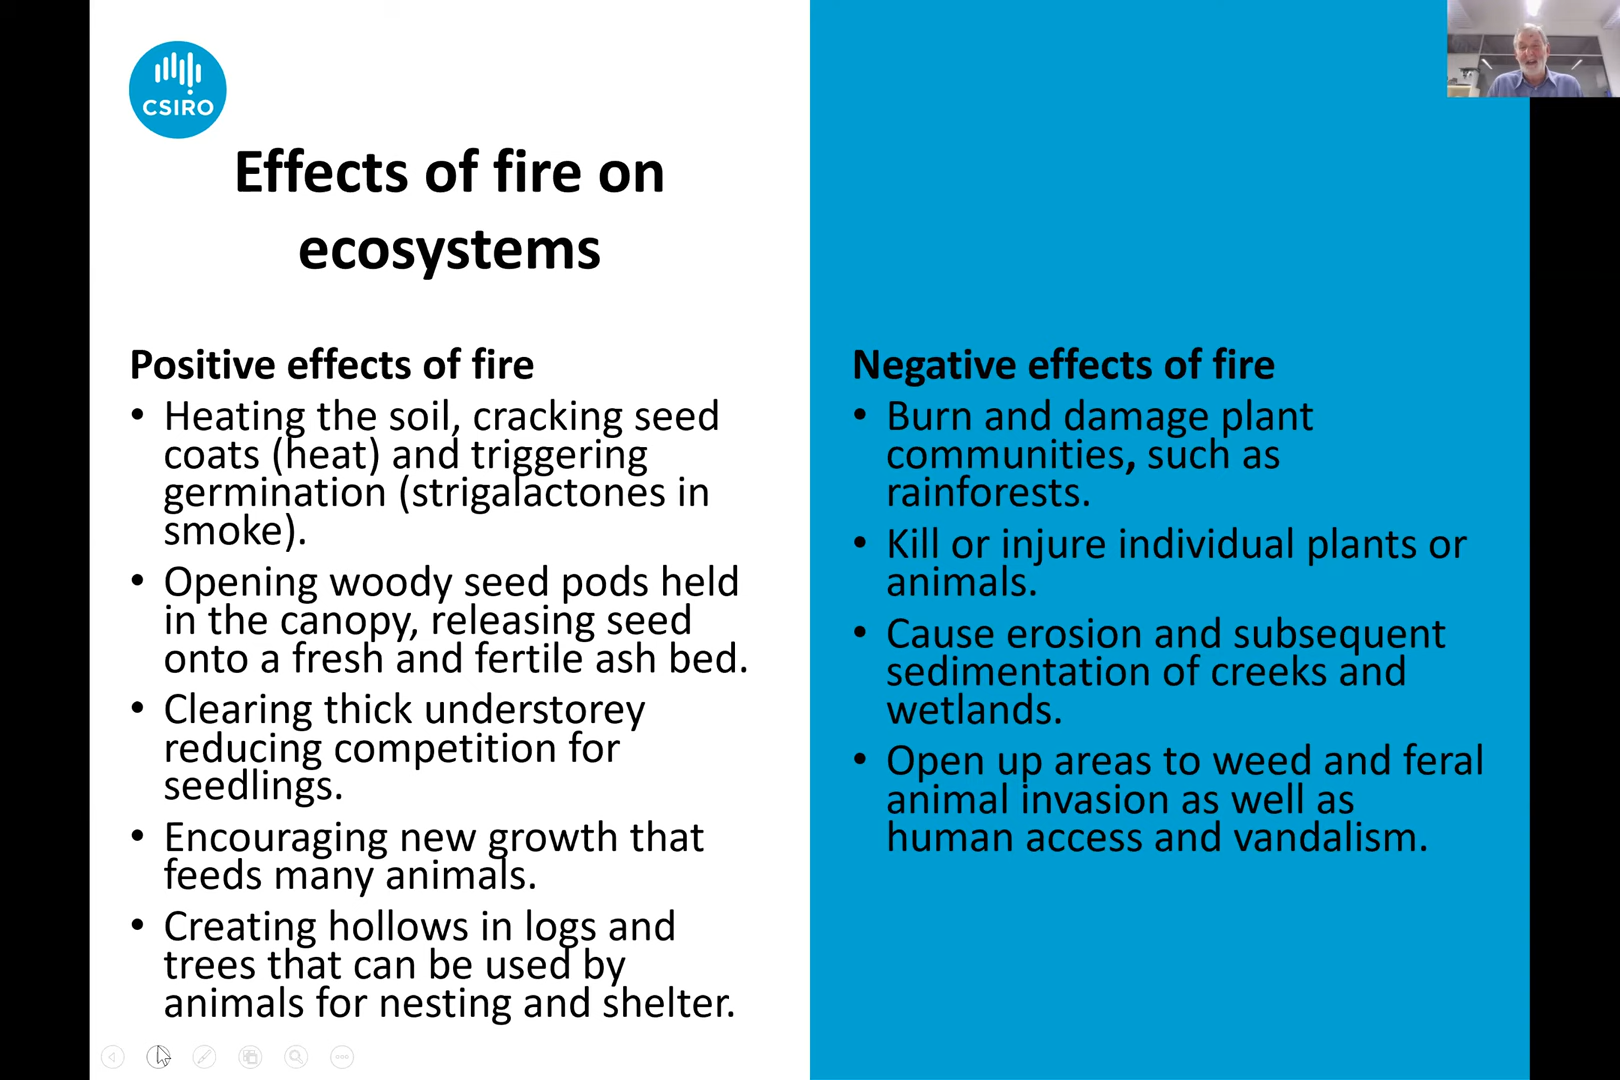 CSIRO
Effects of fire on
ecosystems
Positive effects of fire
• Heating the soil, cracking seed
coats (heat) and triggering
germination (strigalactones in
smoke).
• Opening woody seed pods held
in the canopy, releasing seed
onto a fresh and fertile ash bed.
• Clearing thick understorey
reducing competition for
seedlings.
• Encouraging new growth that
feeds many animals.
• Creating hollows in logs and
trees that can be used by
animals for nesting and shelter.
Negative effects of fire
• Burn and damage plant
communities, such as
rainforests.
• Kill or injure individual plants or
animals.
• Cause erosion and subsequent
sedimentation of creeks and
wetlands.
• Open up areas to weed and feral
animal invasion as well as
human access and vandalism.